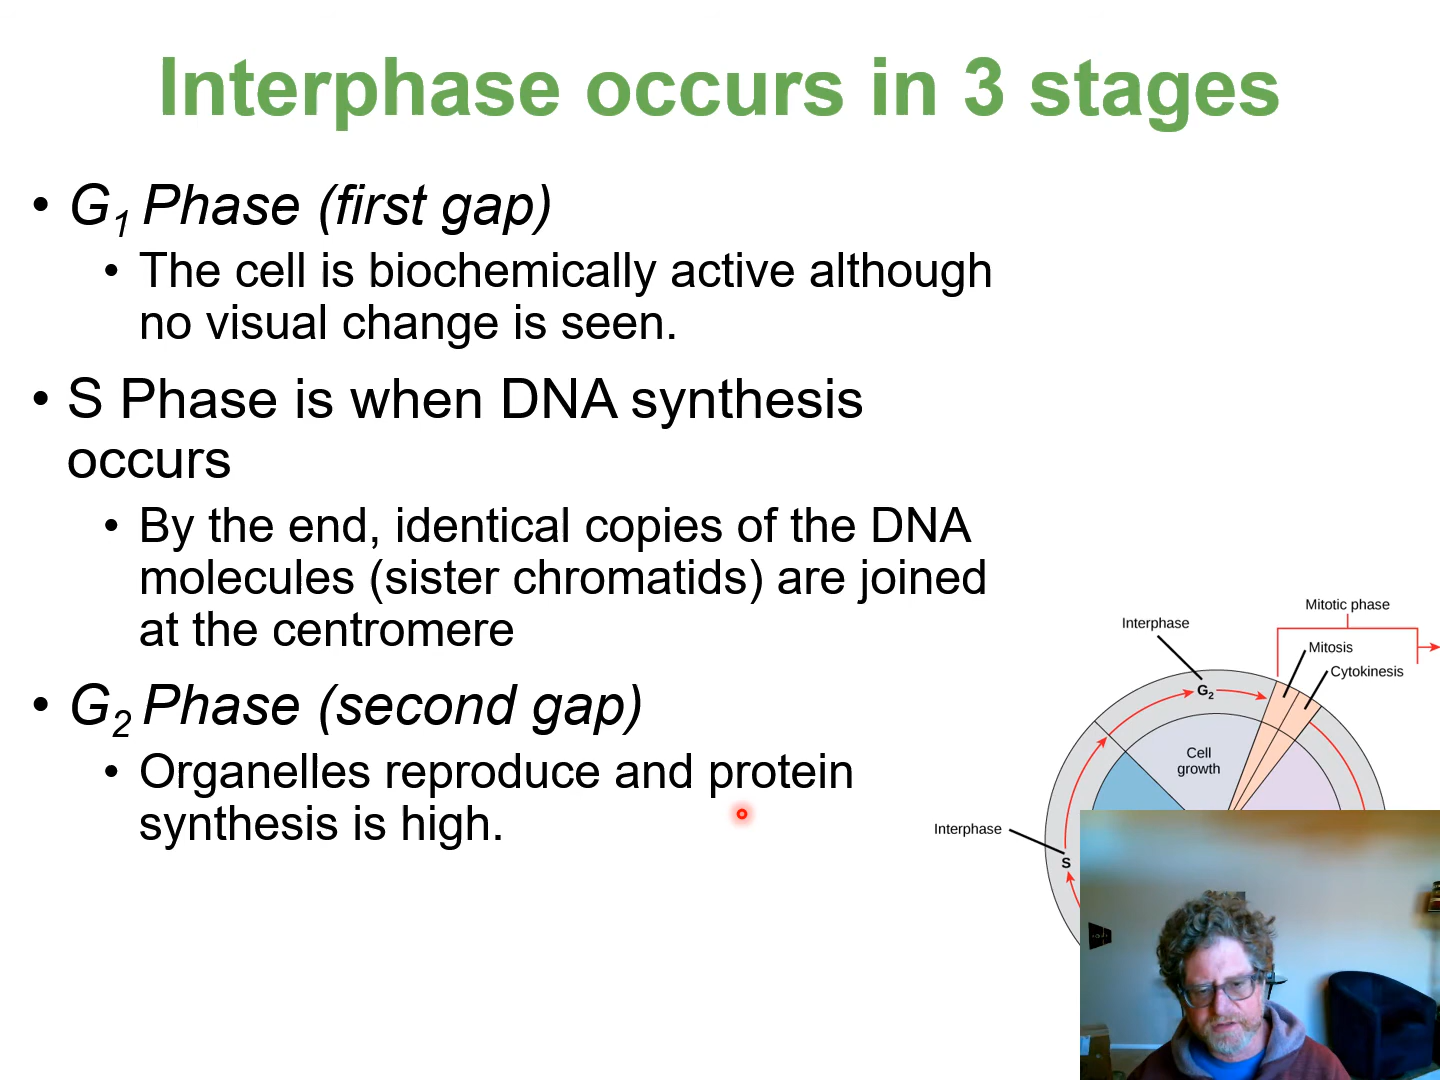 Interphase occurs in 3 stages
• G1 Phase (first gap)
• The cell is biochemically active although
no visual change is seen.
• S Phase is when DNA synthesis
occurs
• By the end, identical copies of the DNA
molecules (sister chromatids) are joined
at the centromere
• G2 Phase (second gap)
• Organelles reproduce and protein
synthesis is high.
Mitotic phase
Interphase
Mitosis
Cytokinesis
G2
Cell
growth
Interphase
S